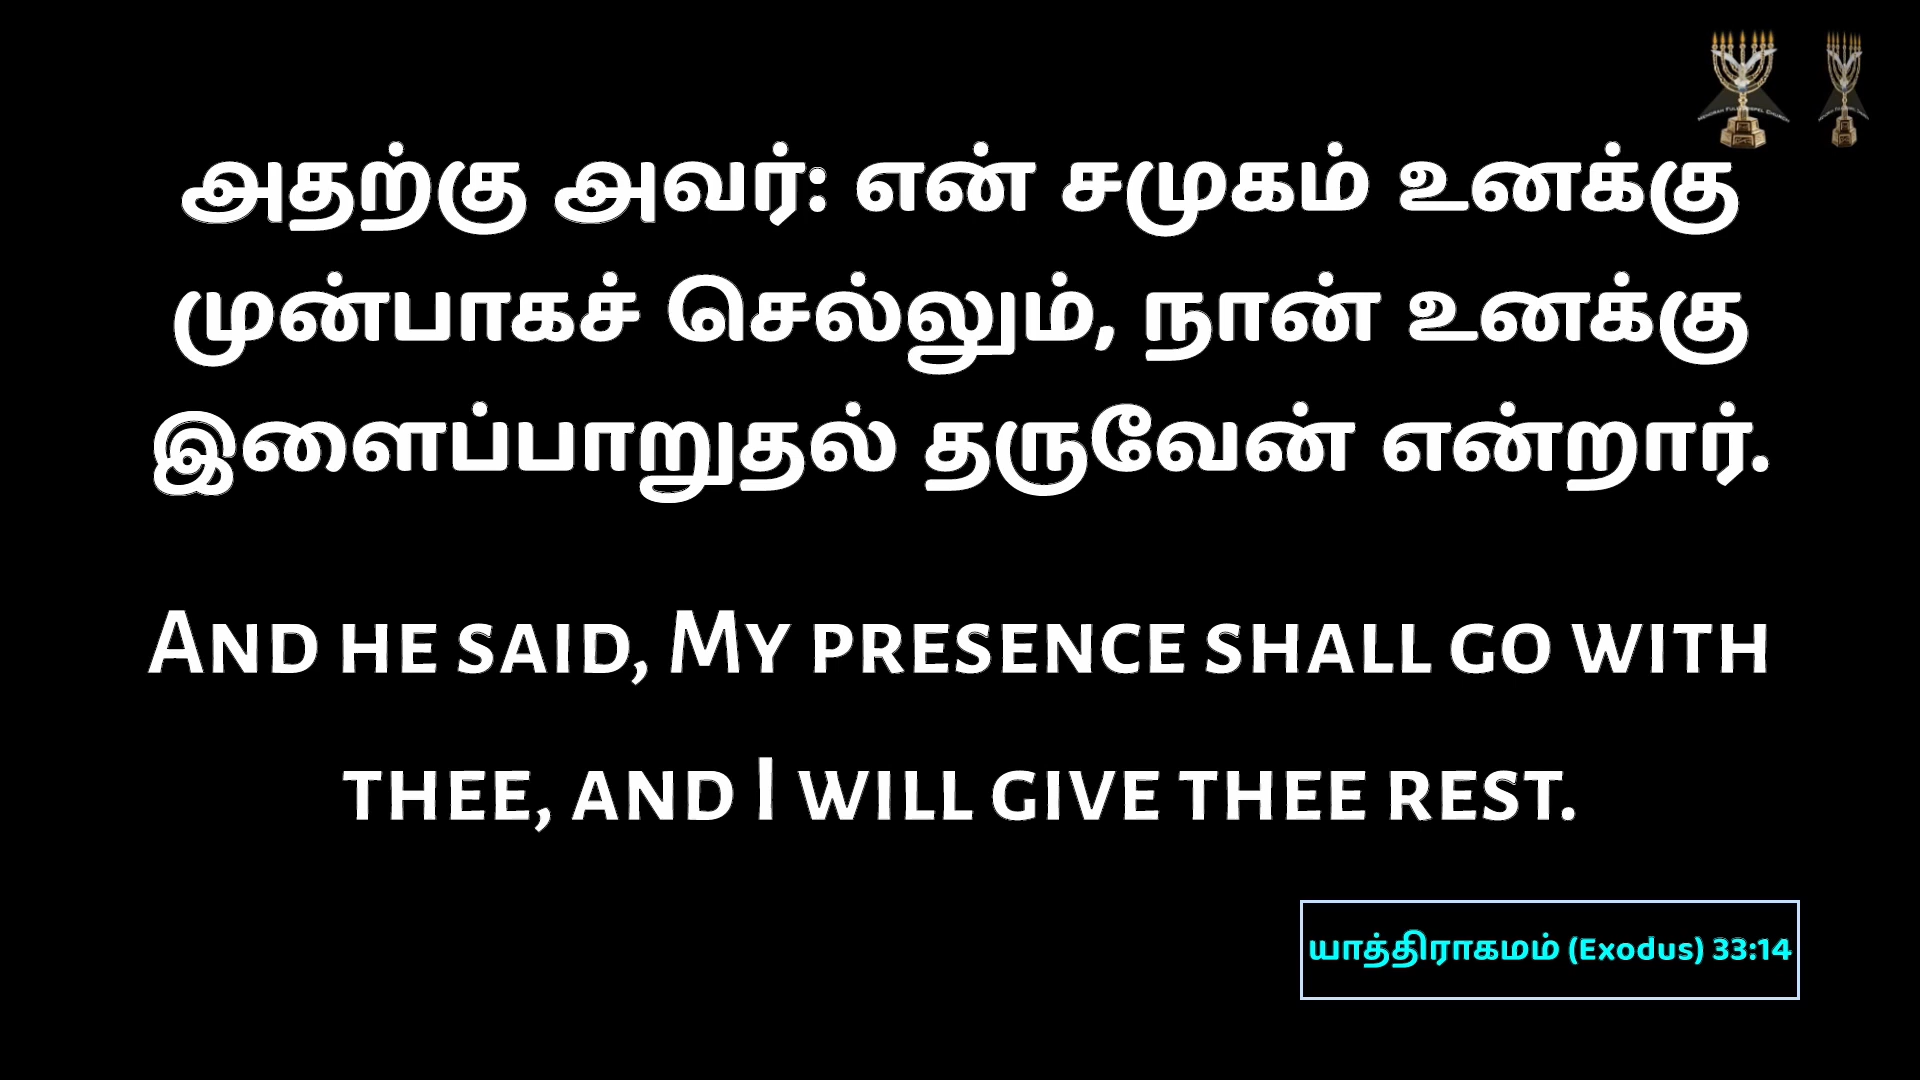 அதற்கு அவர்: என் சமுகம் உனக்கு
முன்பாகச் செல்லும், நான் உனக்கு
இளைப்பாறுதல் தருவேன் என்றார்.
And he said, My presence shall go with
thee, and I will give thee rest.
யாத்திராகமம் (Exodus) 33:14